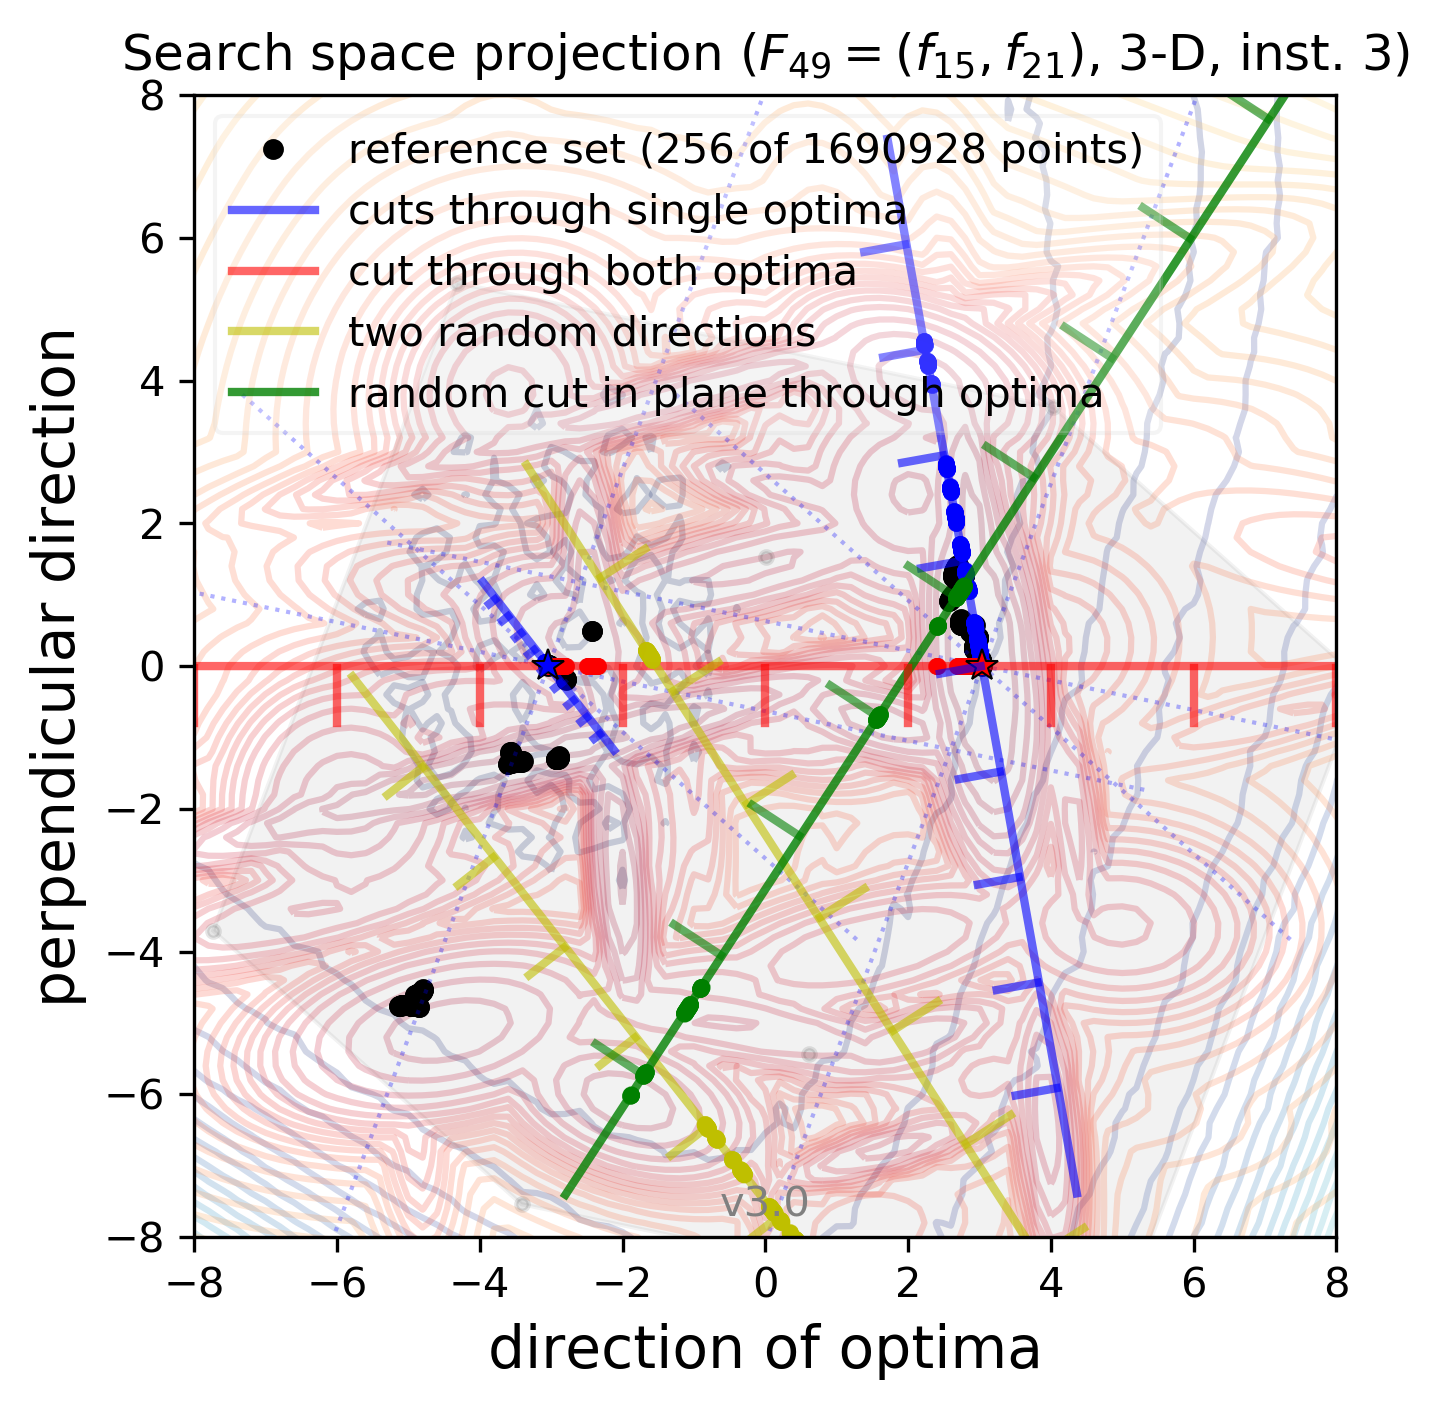 Search space projection (F49 = (f15, f21), 3-D, inst. 3)
8
reference set (256 of 1690928 points)
cuts through single optima
6
cut through both optima
two random directions
4
random cut in plane through optima
2
0
−2
−4
−6
−8
perpendicular direction
v3.0
−8 −6 −4 −2 0 2 4 6 8
direction of optima